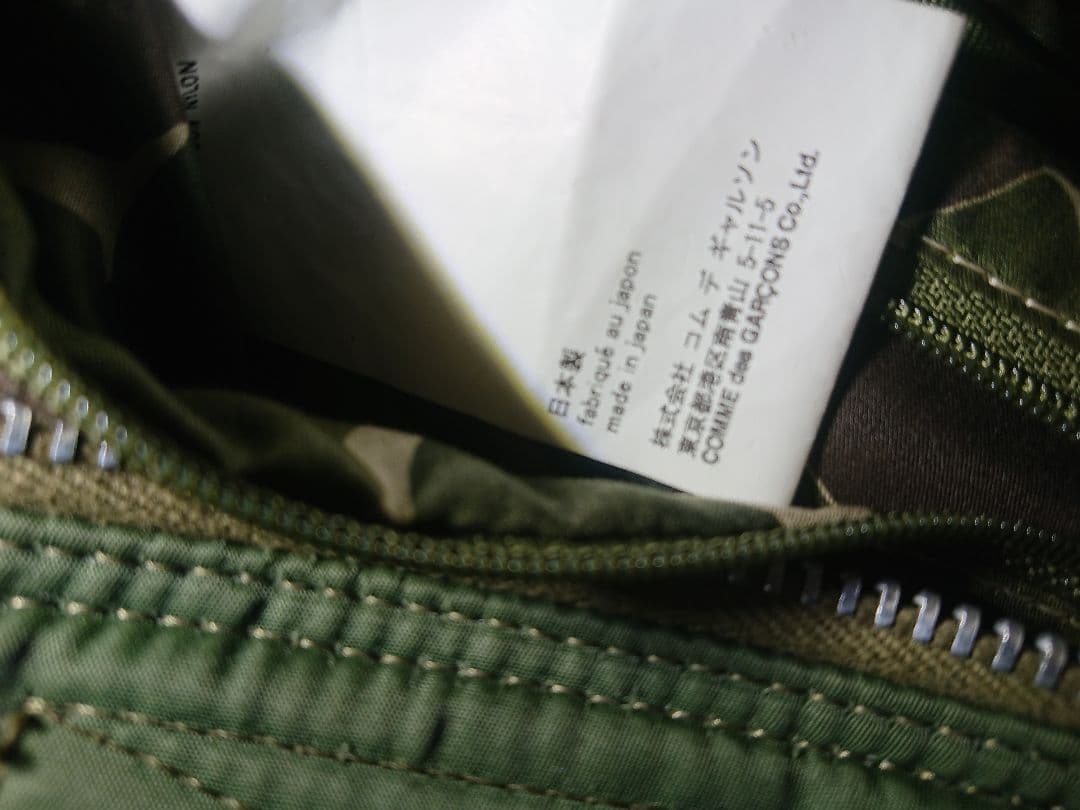 NYLON
日本製
fabriqué au japon
made in japan
株式会社 コム デ ギャルソン
東京都港区南青山 5-11-5
COMME des GARÇONS Co.,Ltd.